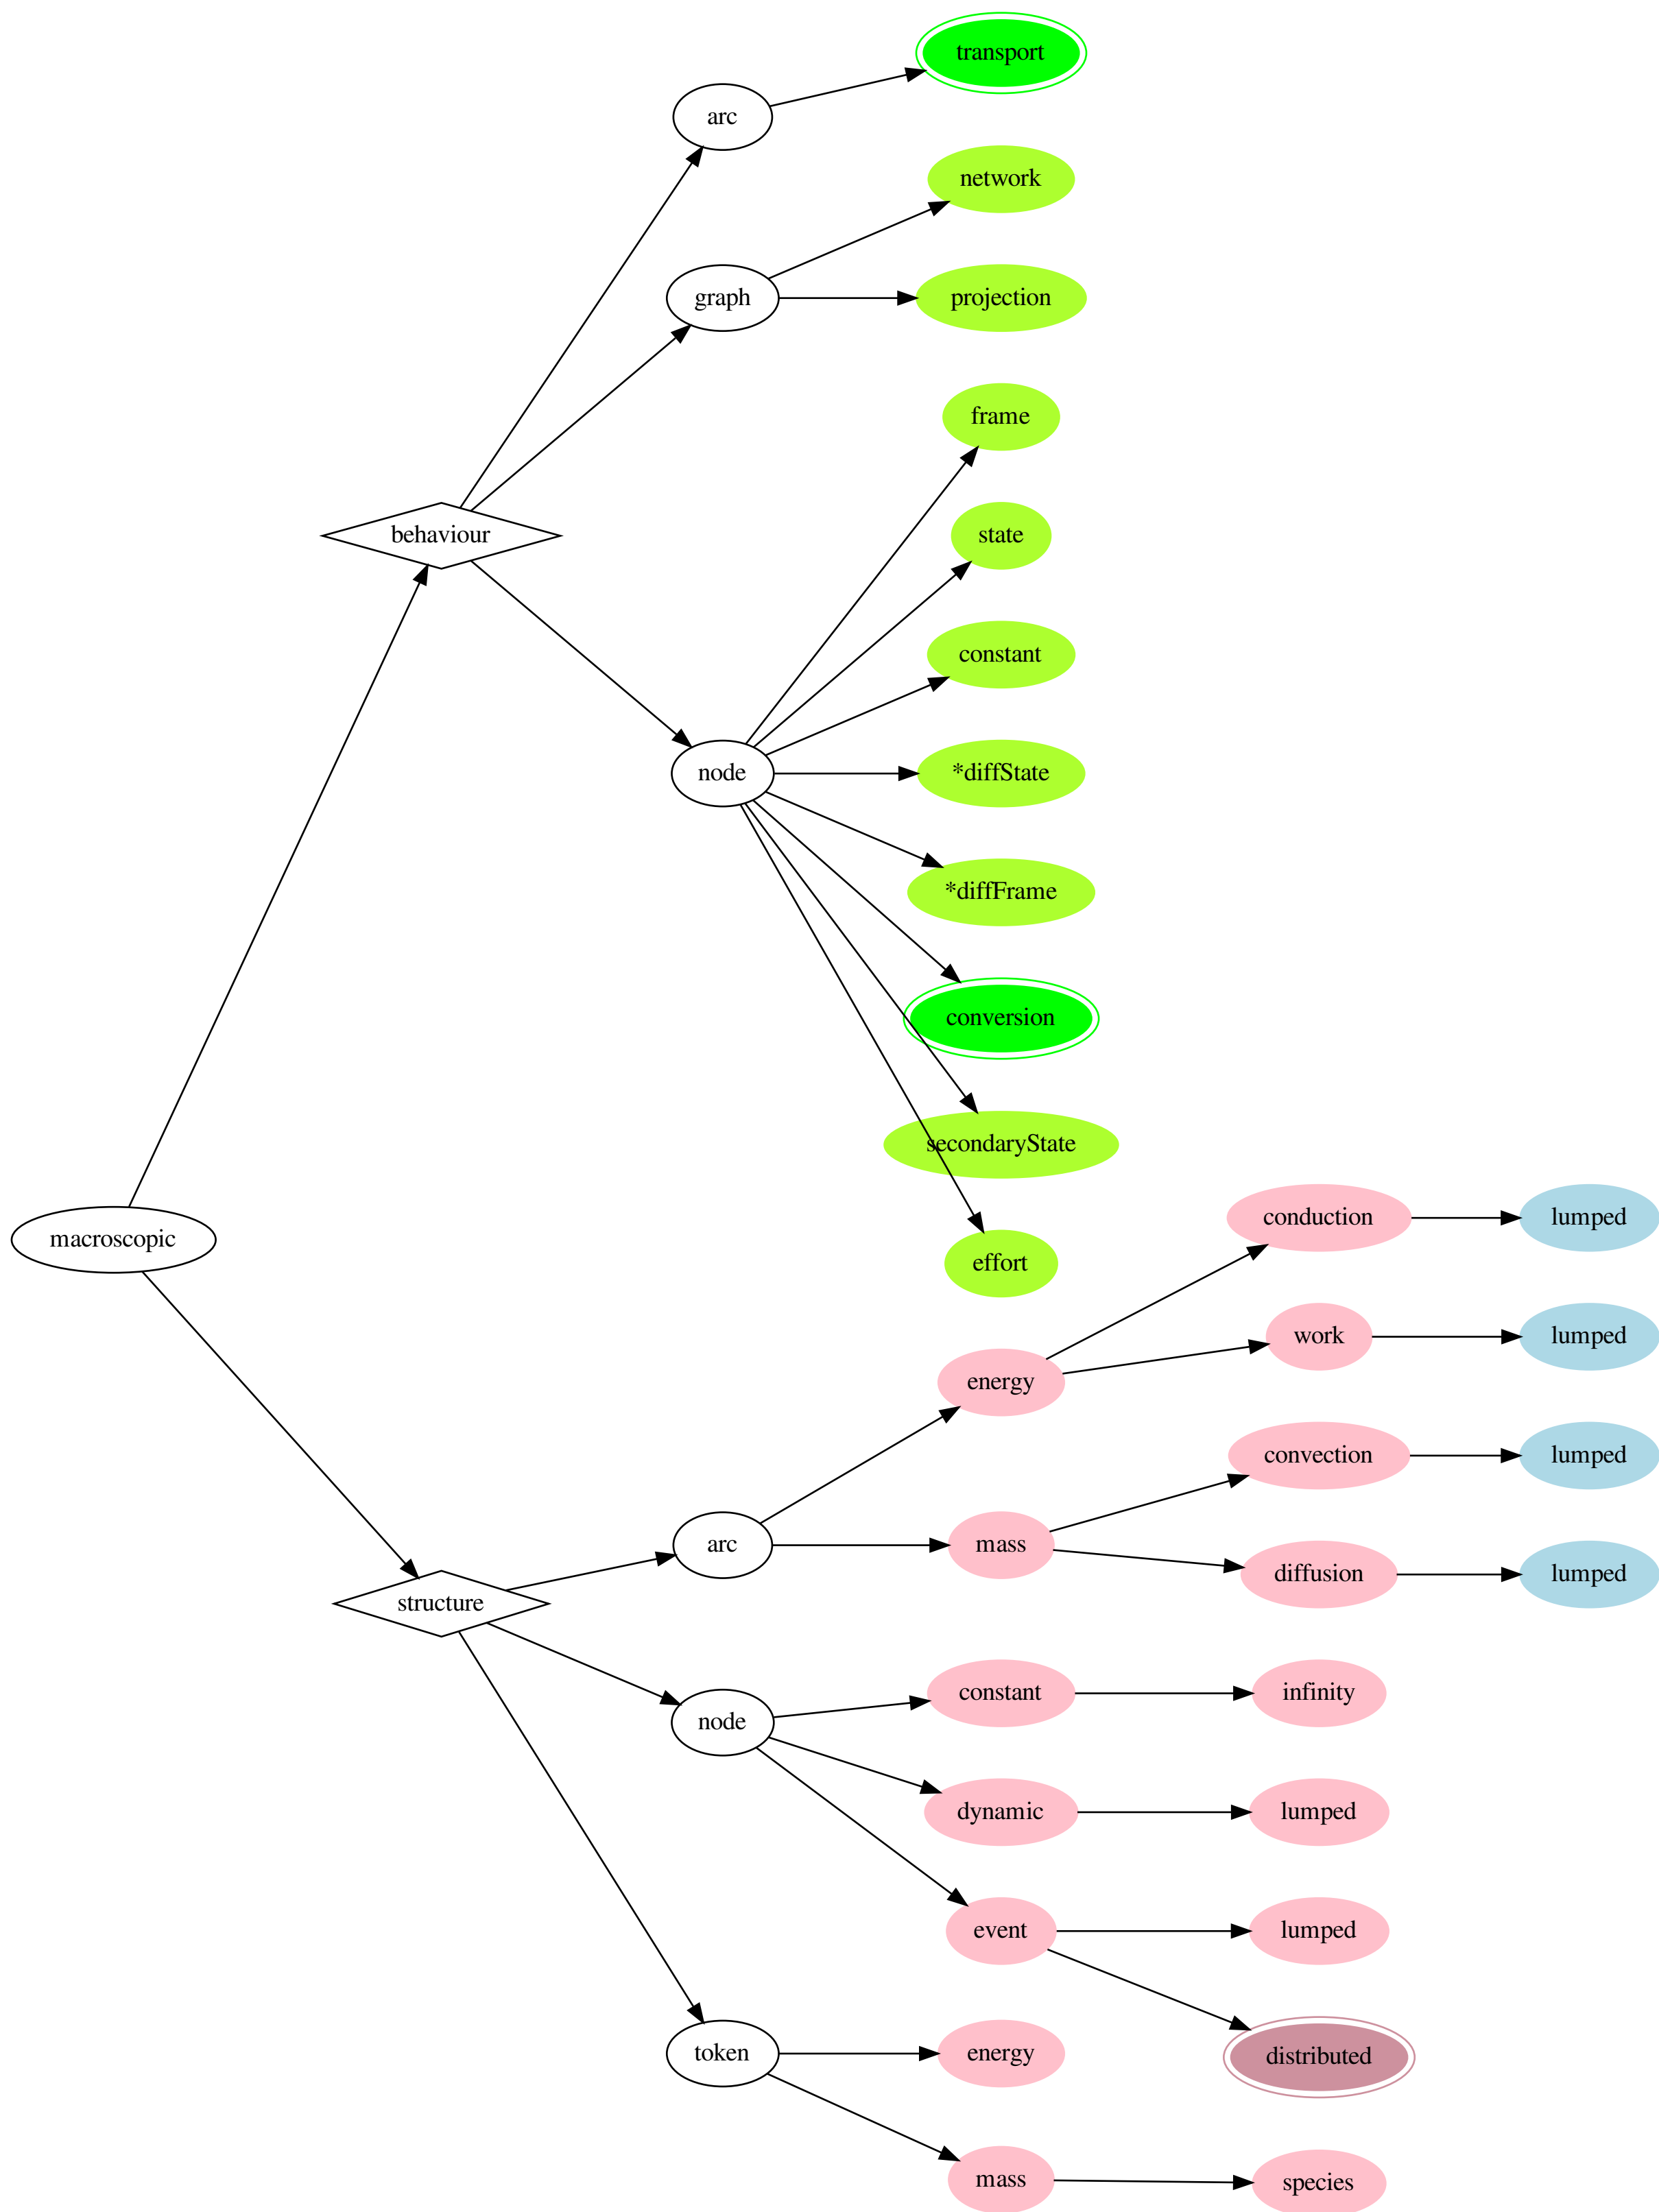 transport
arc
network
graph
projection
frame
state
behaviour
constant
node
*diffState
*diffFrame
conversion
secondaryState
conduction
lumped
macroscopic
effort
work
lumped
energy
convection
lumped
arc
mass
diffusion
lumped
structure
constant
infinity
node
dynamic
lumped
event
lumped
token
energy
distributed
mass
species